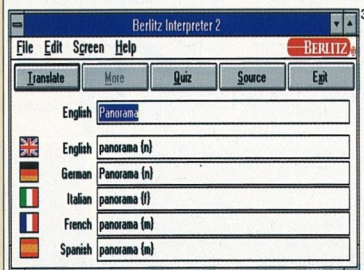 Berlitz Interpreter 2
File Edit Screen Help BERLITZ
Translate More Quiz Source Exit
English Panorama
English panorama {n}
German Panorama {n}
Italian panorama {f}
French panorama {m}
Spanish panorama {m}